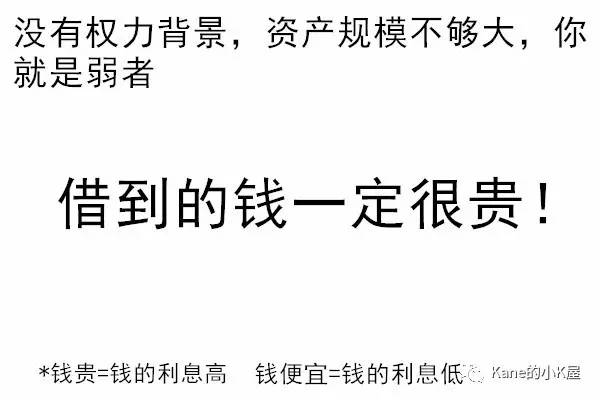 没有权力背景，资产规模不够大，你
就是弱者
借到的钱一定很贵！
*钱贵=钱的利息高 钱便宜=钱的利息低
Kane的小K屋